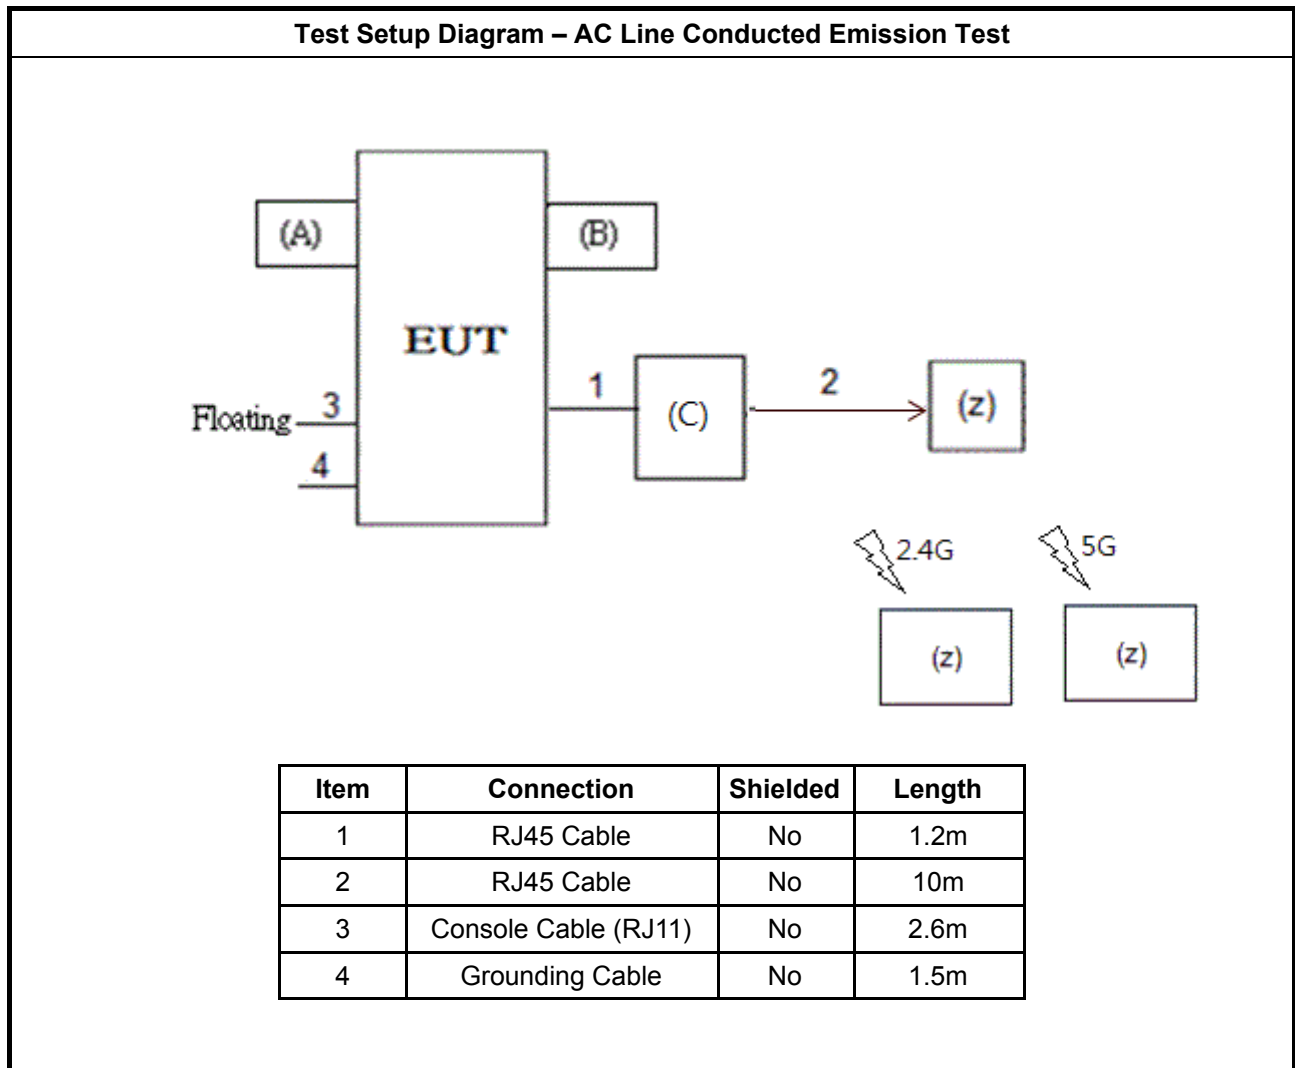 Test Setup Diagram – AC Line Conducted Emission Test
(A)
(B)
EUT
1
2
(C)
(z)
Floating
3
4
2.4G
5G
(z)
(z)
Item Connection Shielded Length
1 RJ45 Cable No 1.2m
2 RJ45 Cable No 10m
3 Console Cable (RJ11) No 2.6m
4 Grounding Cable No 1.5m